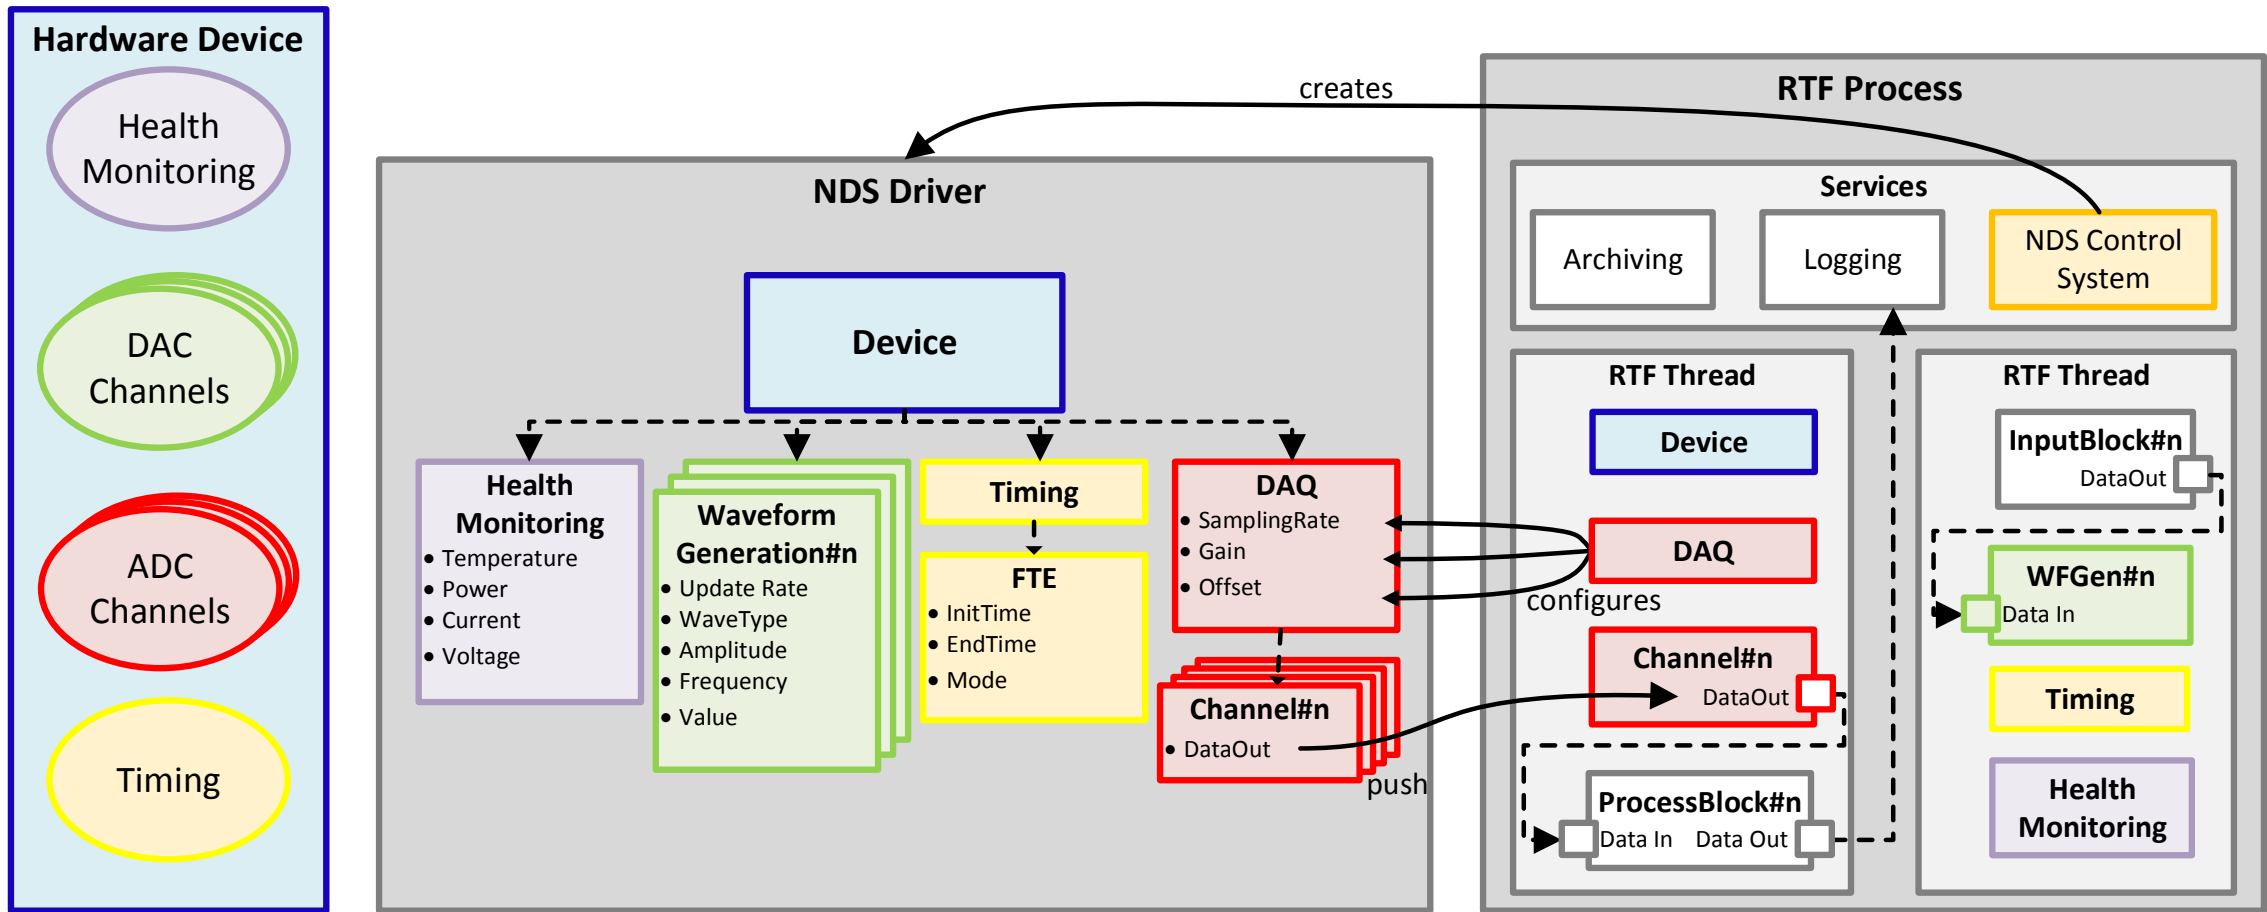 Hardware Device
Health
Monitoring
DAC
Channels
ADC
Channels
Timing
creates
NDS Driver
Device
Health
Monitoring
• Temperature
• Power
• Current
• Voltage
Waveform
Generation#n
• Update Rate
• WaveType
• Amplitude
• Frequency
• Value
Timing
FTE
• InitTime
• EndTime
• Mode
DAQ
• SamplingRate
• Gain
• Offset
Channel#n
• DataOut
push
configures
RTF Process
Services
Archiving
Logging
NDS Control
System
RTF Thread
Device
DAQ
Channel#n
DataOut
ProcessBlock#n
Data In
Data Out
RTF Thread
InputBlock#n
DataOut
WFGen#n
Data In
Timing
Health
Monitoring